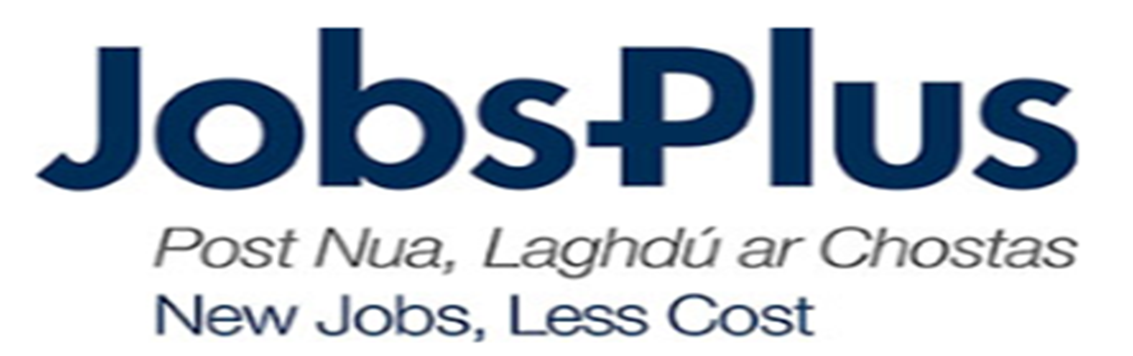 JobsPlus
Post Nua, Laghdú ar Chostas
New Jobs, Less Cost